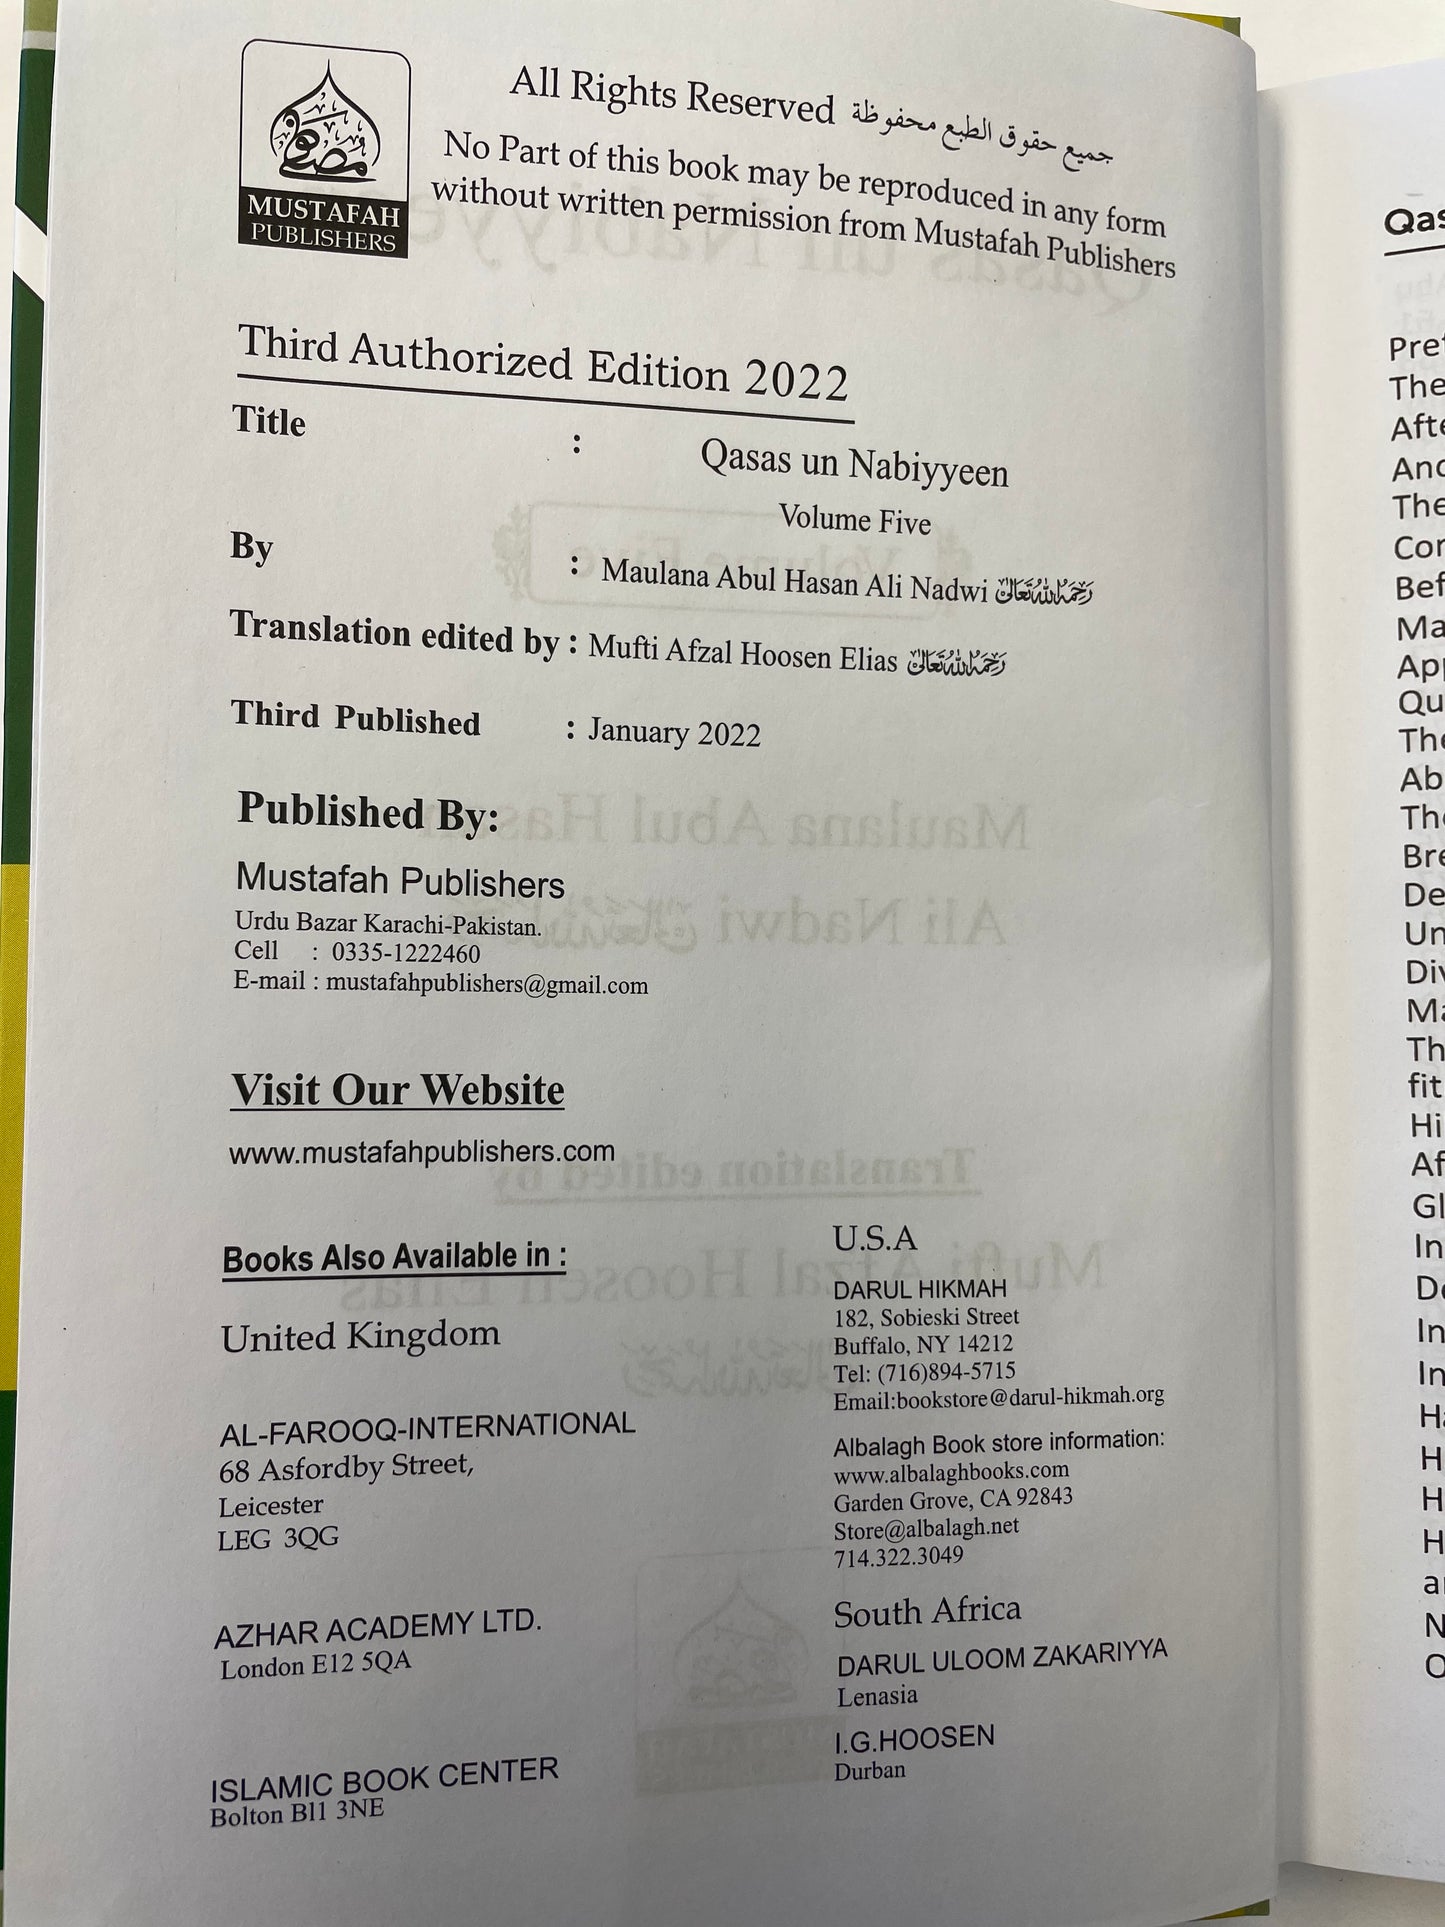 MUSTAFAH
PUBLISHERS
All Rights Reserved جميع حقوق الطبع محفوظة
No Part of this book may be reproduced in any form
without written permission from Mustafah Publishers
Third Authorized Edition 2022
Title : Qasas un Nabiyyeen
Volume Five
By : Maulana Abul Hasan Ali Nadwi
Translation edited by : Mufti Afzal Hoosen Elias
Third Published : January 2022
Published By:
Mustafah Publishers
Urdu Bazar Karachi-Pakistan.
Cell : 0335-1222460
E-mail : mustafahpublishers@gmail.com
Visit Our Website
www.mustafahpublishers.com
Books Also Available in :
United Kingdom
AL-FAROOQ-INTERNATIONAL
68 Asfordby Street,
Leicester
LEG 3QG
AZHAR ACADEMY LTD.
London E12 5QA
ISLAMIC BOOK CENTER
Bolton Bl1 3NE
U.S.A
DARUL HIKMAH
182, Sobieski Street
Buffalo, NY 14212
Tel: (716)894-5715
Email:bookstore@darul-hikmah.org
Albalagh Book store information:
www.albalaghbooks.com
Garden Grove, CA 92843
Store@albalagh.net
714.322.3049
South Africa
DARUL ULOOM ZAKARIYYA
Lenasia
I.G.HOOSEN
Durban